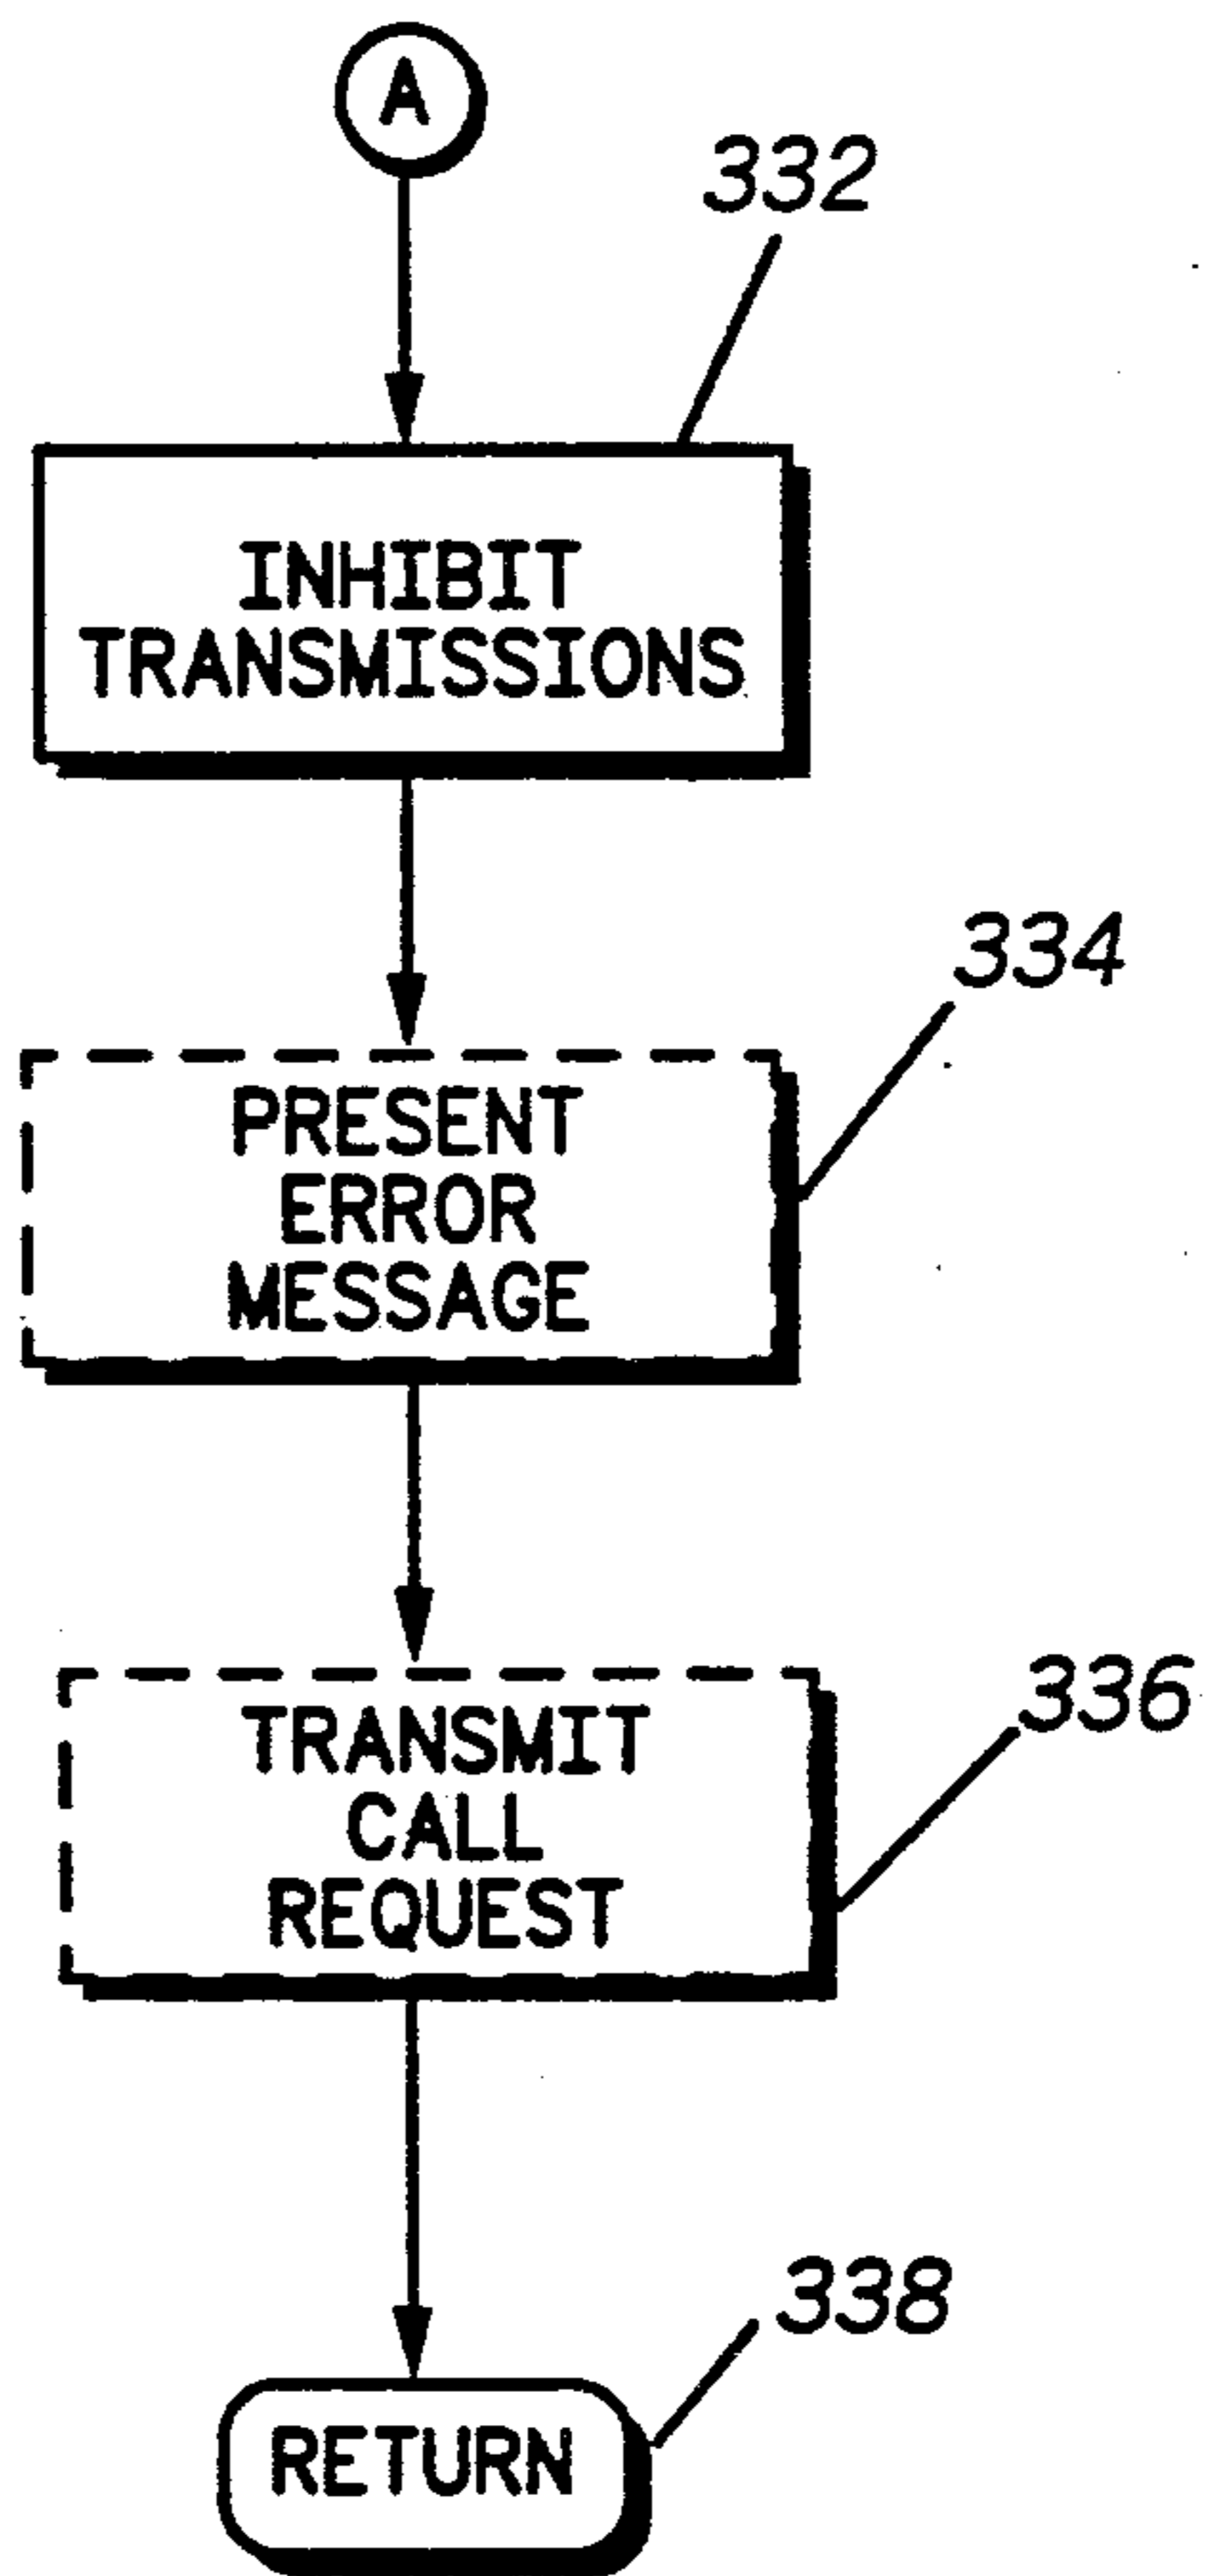 A
332
INHIBIT
TRANSMISSIONS
334
PRESENT
ERROR
MESSAGE
336
TRANSMIT
CALL
REQUEST
338
RETURN